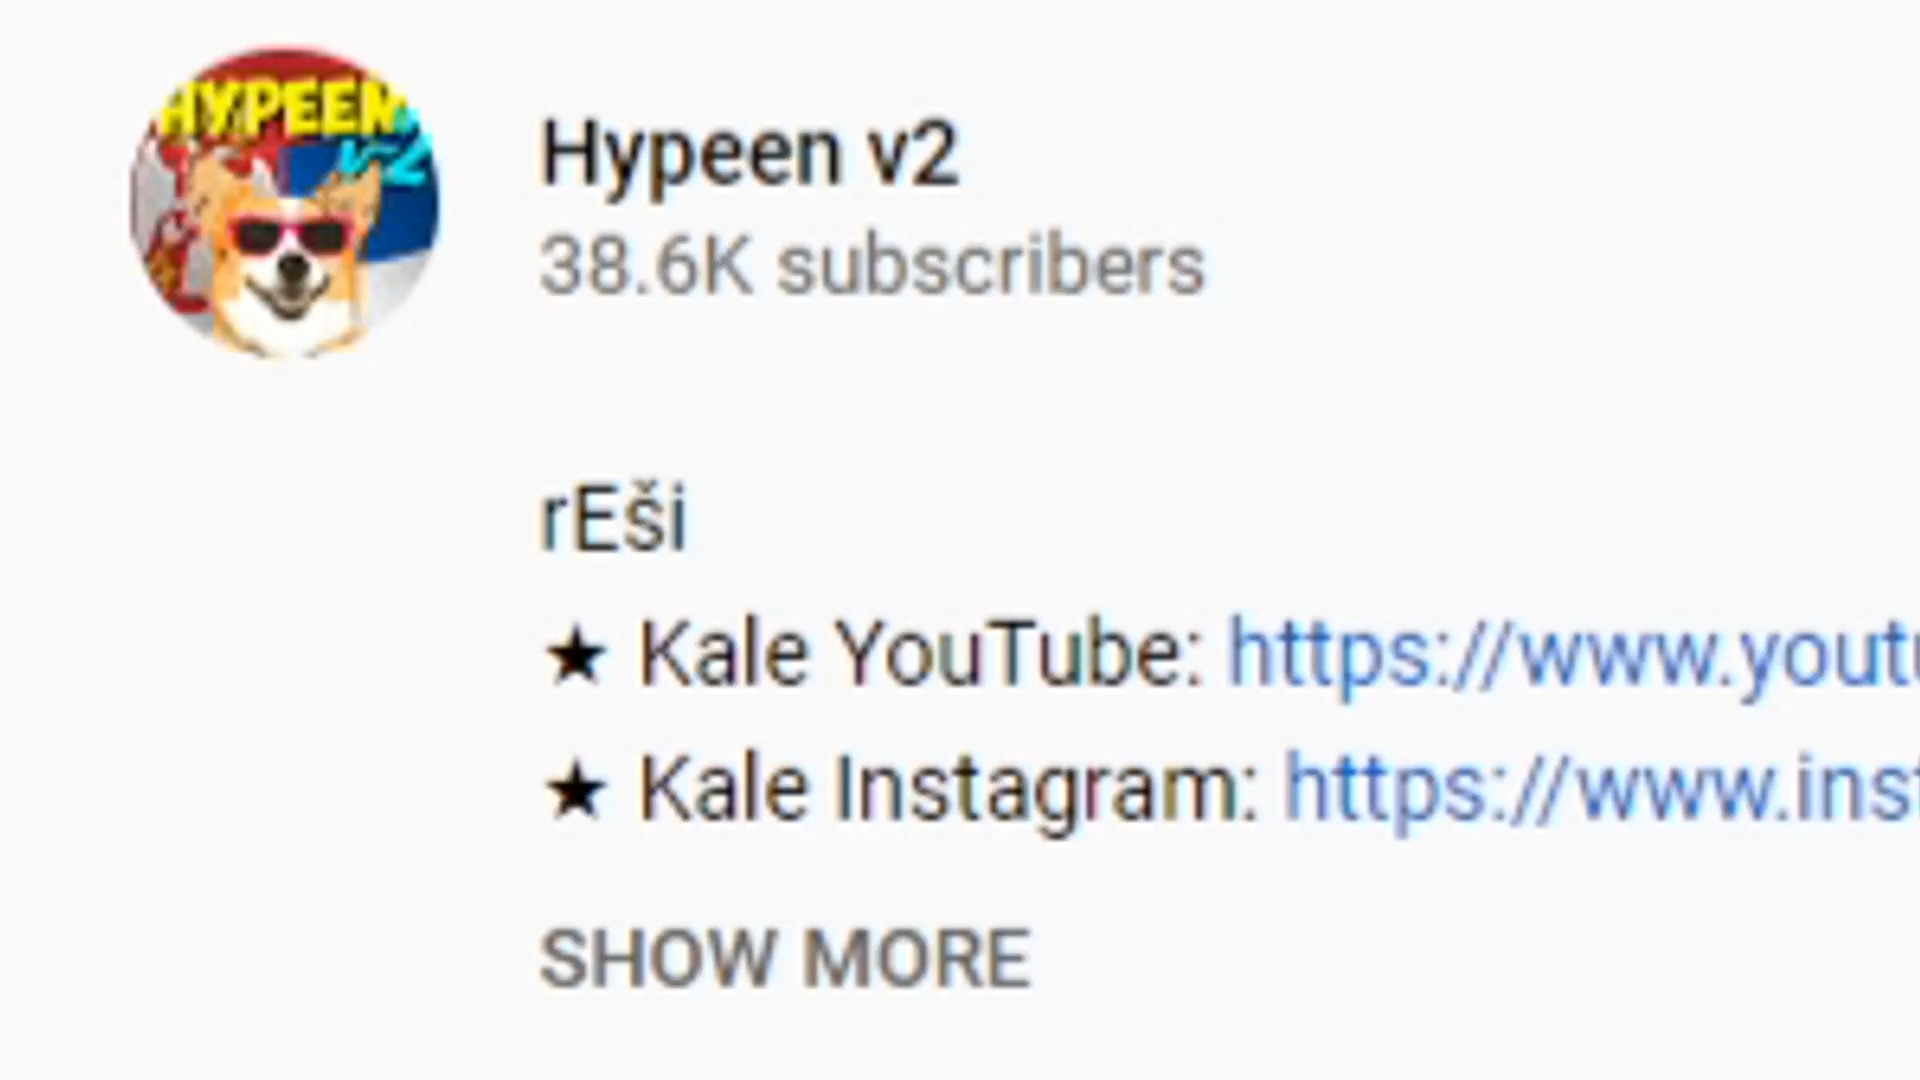 HYPEEN
v2
Hypeen v2
38.6K subscribers
rEši
★ Kale YouTube: https://www.youtu
★ Kale Instagram: https://www.inst
SHOW MORE